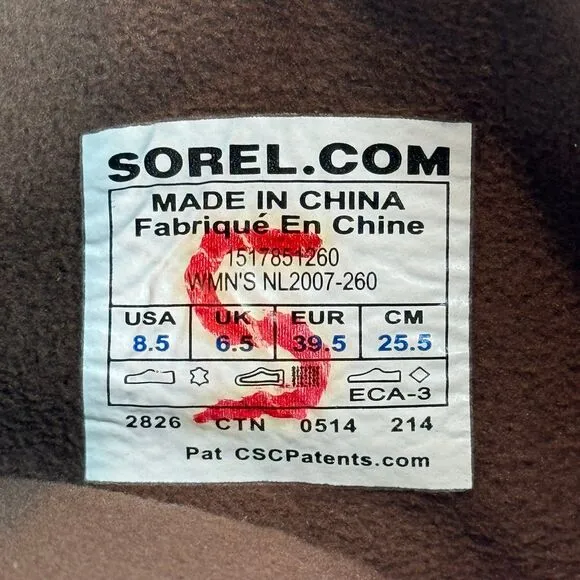 SOREL.COM
MADE IN CHINA
Fabriqué En Chine
1517851260
WMN'S NL2007-260
USA UK EUR CM
8.5 6.5 39.5 25.5
ECA-3
2826 CTN 0514 214
Pat CSCPatents.com
S